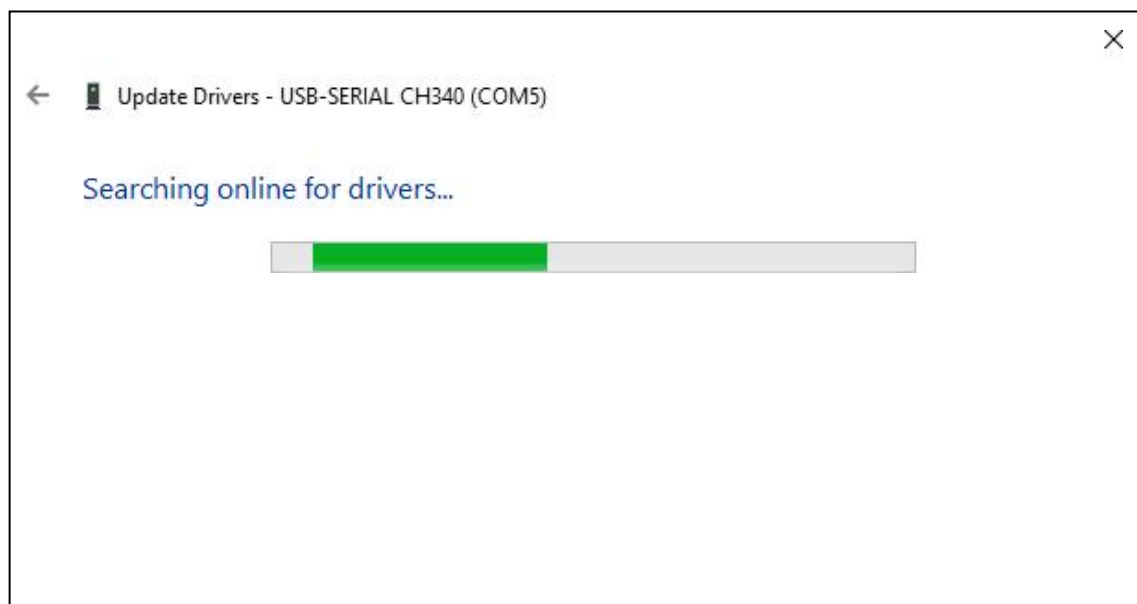 Update Drivers - USB-SERIAL CH340 (COM5)
Searching online for drivers...